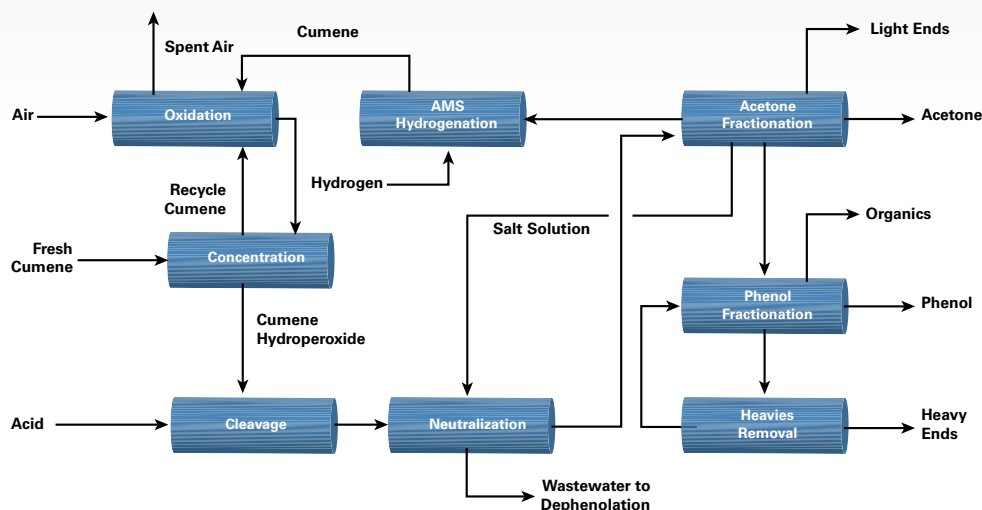 Cumene
Light Ends
Spent Air
Air
Oxidation
AMS
Hydrogenation
Acetone
Fractionation
Acetone
Hydrogen
Recycle
Cumene
Salt Solution
Organics
Fresh
Cumene
Concentration
Phenol
Fractionation
Phenol
Cumene
Hydroperoxide
Acid
Cleavage
Neutralization
Heavies
Removal
Heavy
Ends
Wastewater to
Dephenolation